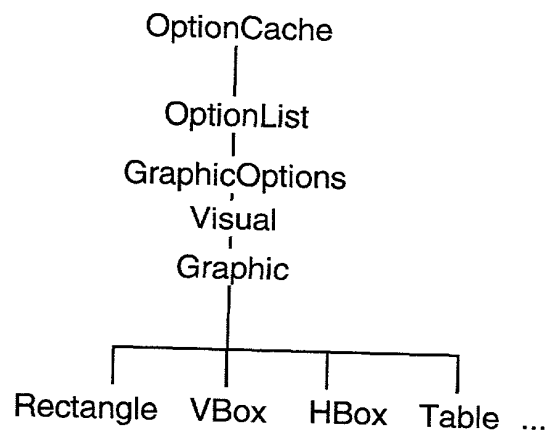 OptionCache
OptionList
GraphicOptions
Visual
Graphic
Rectangle VBox HBox Table ...